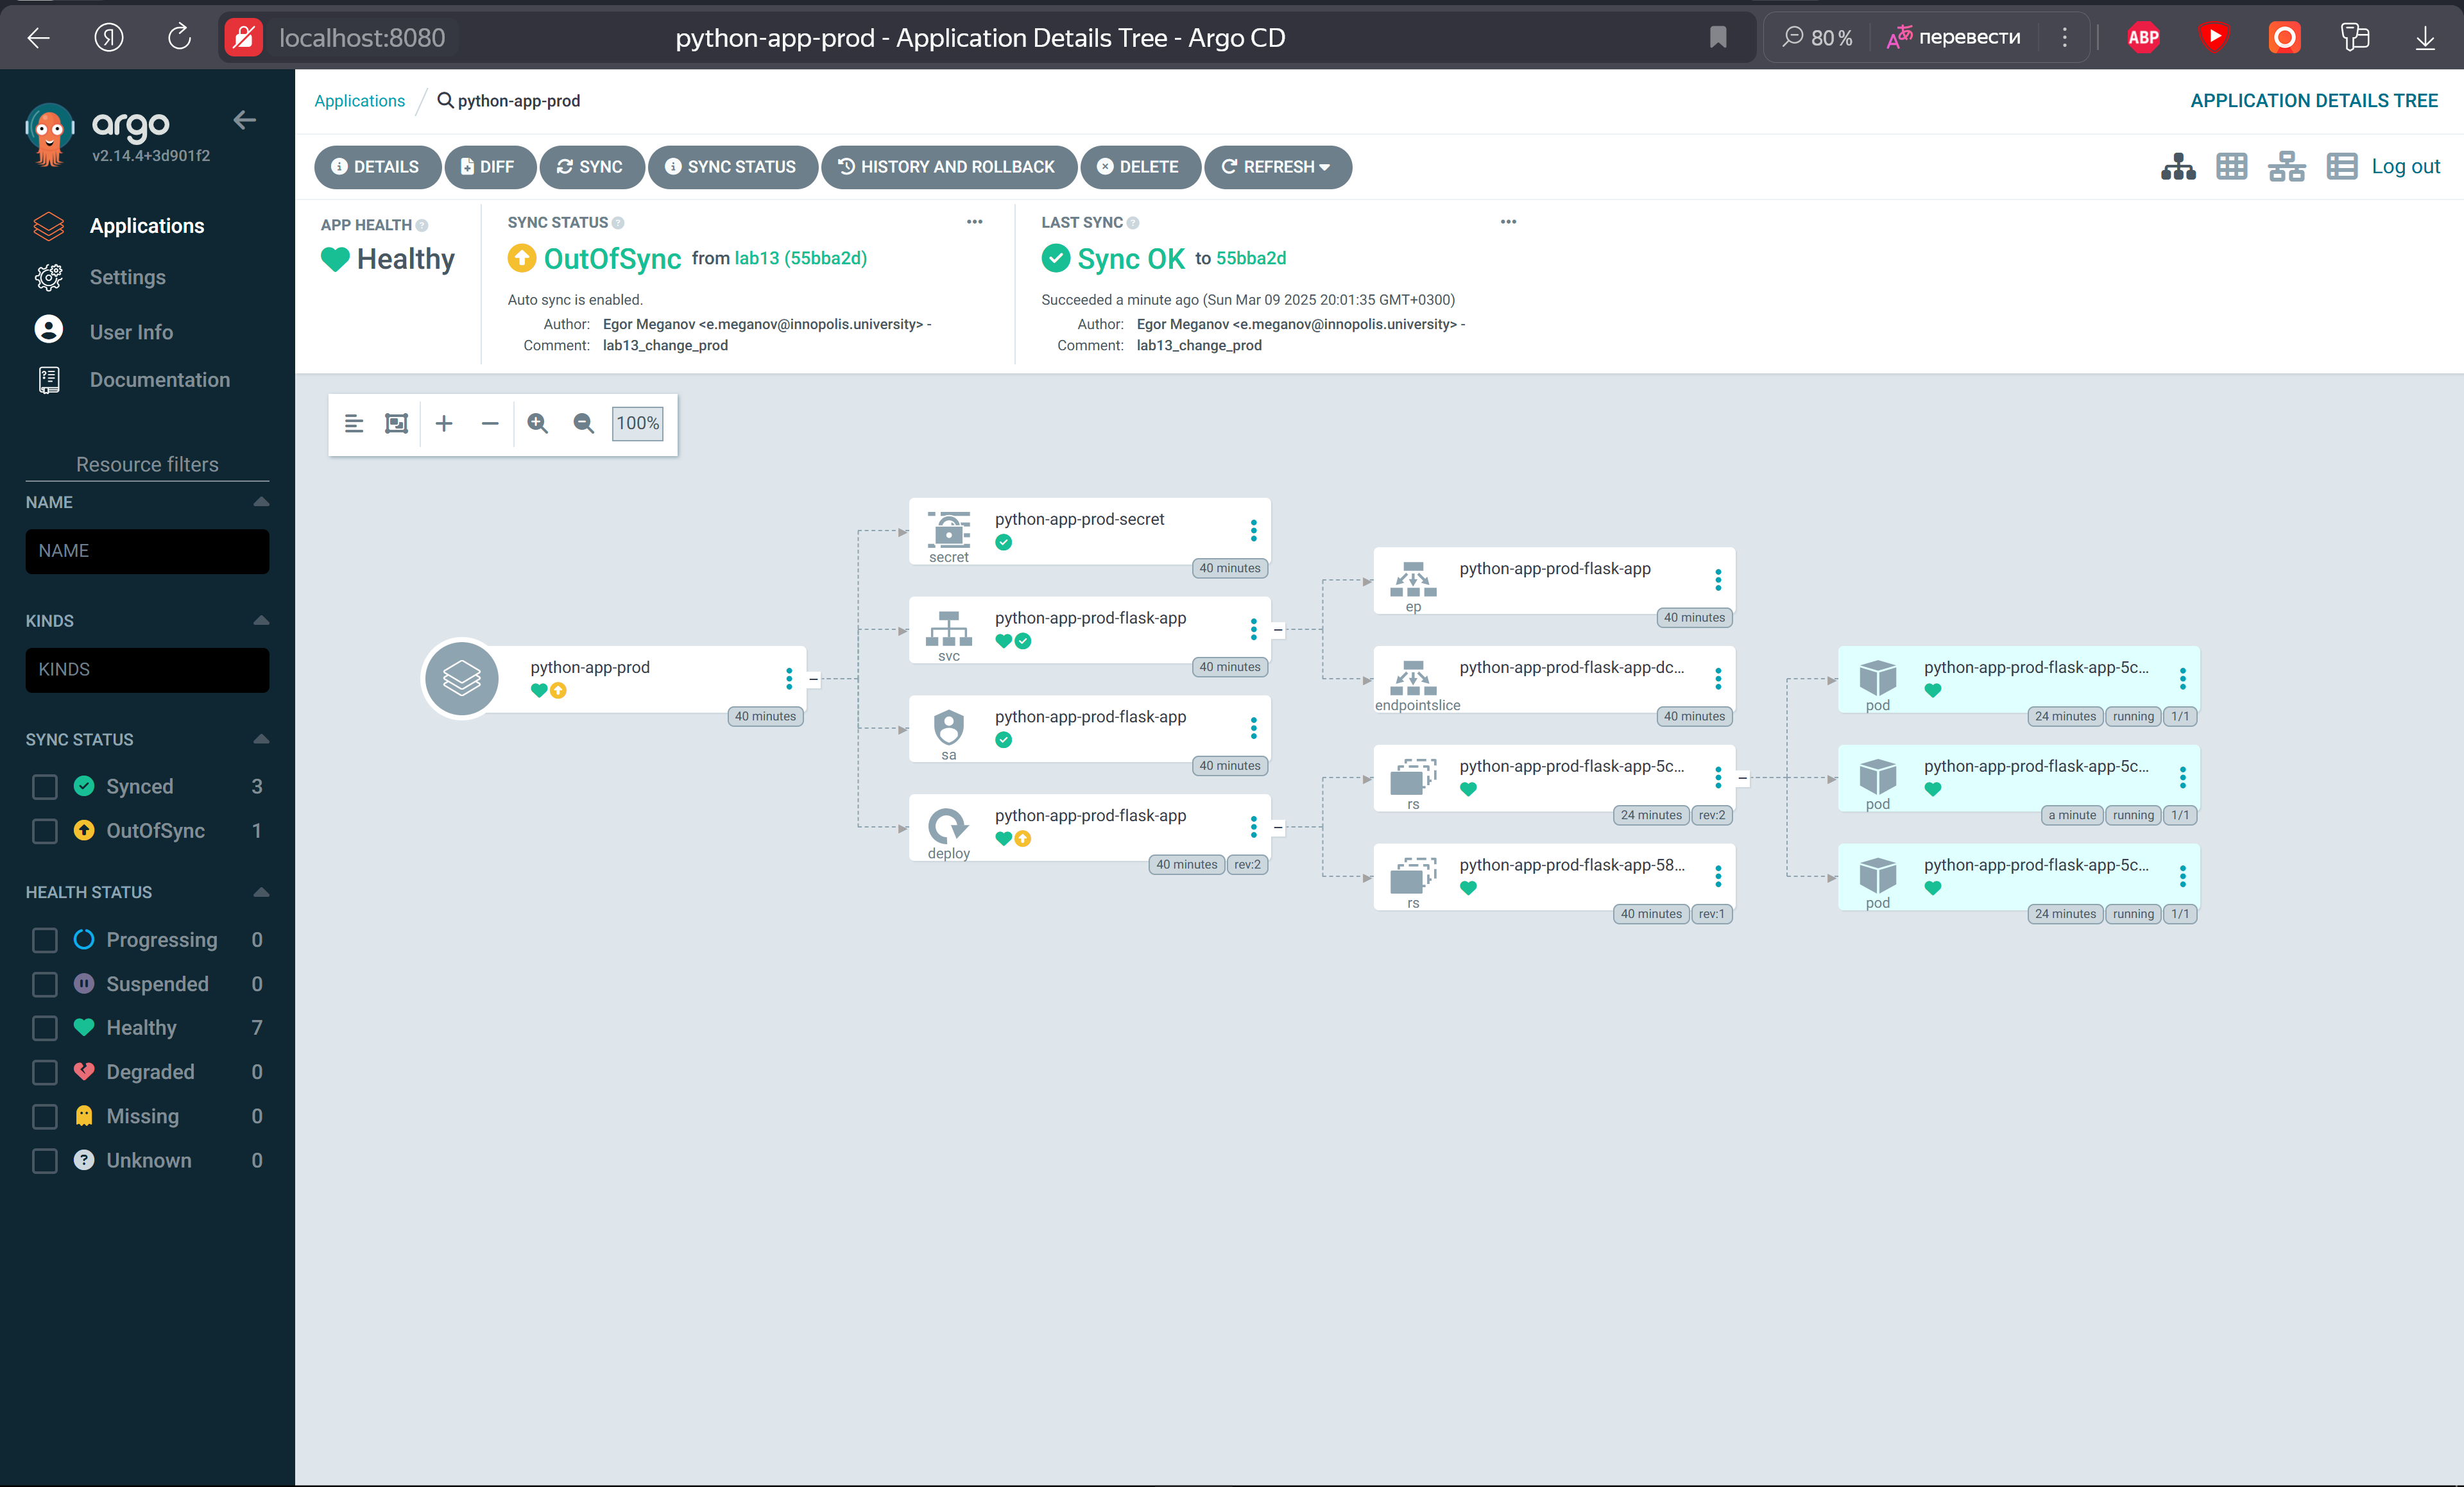 localhost:8080
python-app-prod - Application Details Tree - Argo CD
80 %
перевести
ABP
argo
v2.14.4+3d901f2
Applications
Settings
User Info
Documentation
Resource filters
NAME
NAME
KINDS
KINDS
SYNC STATUS
Synced 3
OutOfSync 1
HEALTH STATUS
Progressing 0
Suspended 0
Healthy 7
Degraded 0
Missing 0
Unknown 0
Applications / python-app-prod
APPLICATION DETAILS TREE
DETAILS
DIFF
SYNC
SYNC STATUS
HISTORY AND ROLLBACK
DELETE
REFRESH
Log out
APP HEALTH
Healthy
SYNC STATUS
OutOfSync from lab13 (55bba2d)
Auto sync is enabled.
Author: Egor Meganov <e.meganov@innopolis.university> -
Comment: lab13_change_prod
LAST SYNC
Sync OK to 55bba2d
Succeeded a minute ago (Sun Mar 09 2025 20:01:35 GMT+0300)
Author: Egor Meganov <e.meganov@innopolis.university> -
Comment: lab13_change_prod
100%
python-app-prod
40 minutes
python-app-prod-secret
secret
40 minutes
python-app-prod-flask-app
svc
40 minutes
python-app-prod-flask-app
sa
40 minutes
python-app-prod-flask-app
deploy
40 minutes rev:2
python-app-prod-flask-app
ep
40 minutes
python-app-prod-flask-app-dc...
endpointslice
40 minutes
python-app-prod-flask-app-5c...
rs
24 minutes rev:2
python-app-prod-flask-app-58...
rs
40 minutes rev:1
python-app-prod-flask-app-5c...
pod
24 minutes running 1/1
python-app-prod-flask-app-5c...
pod
a minute running 1/1
python-app-prod-flask-app-5c...
pod
24 minutes running 1/1